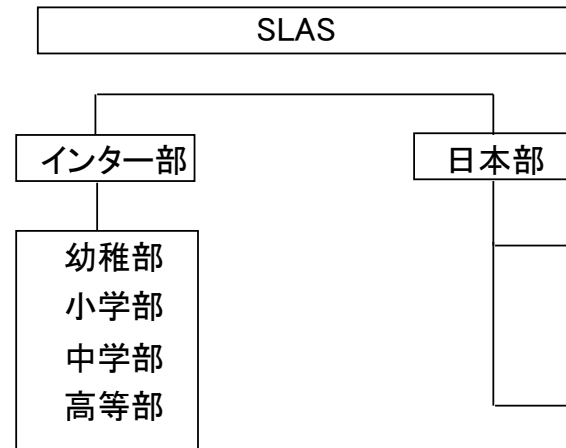 SLAS
インター部
日本部
幼稚部
小学部
中学部
高等部